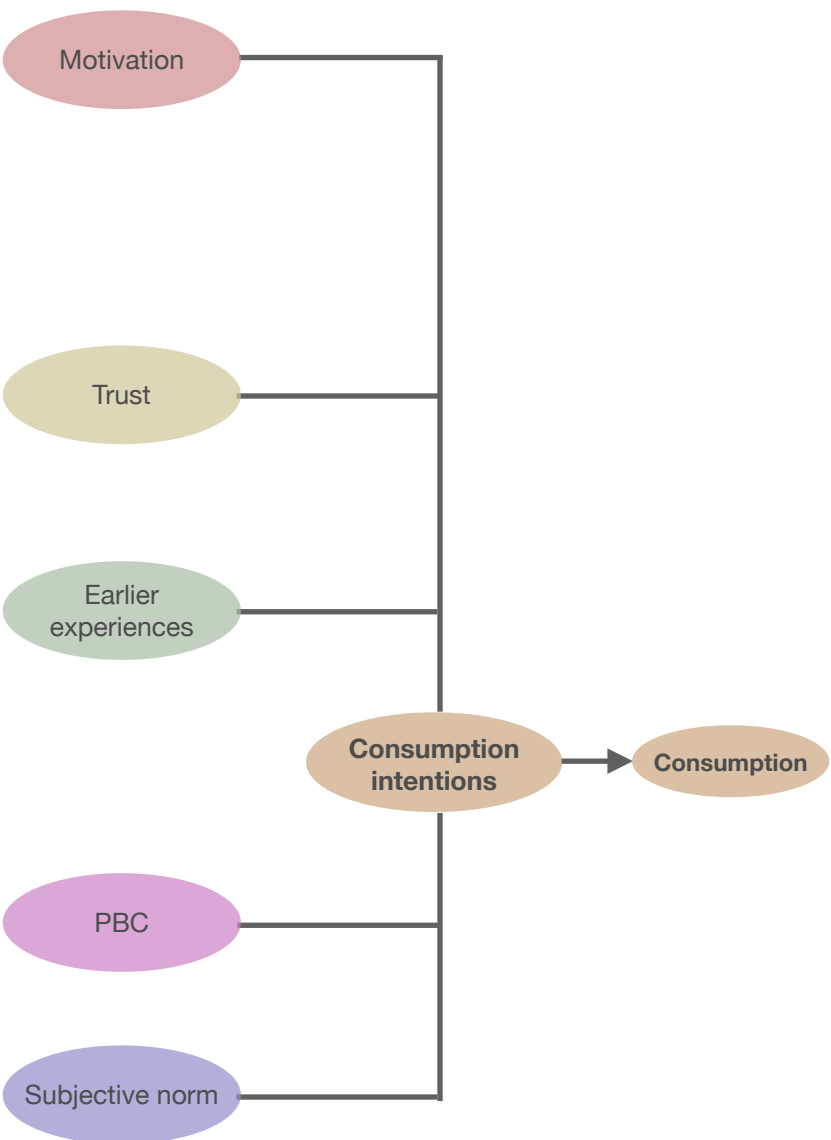 Motivation
Trust
Earlier
experiences
Consumption
intentions
Consumption
PBC
Subjective norm